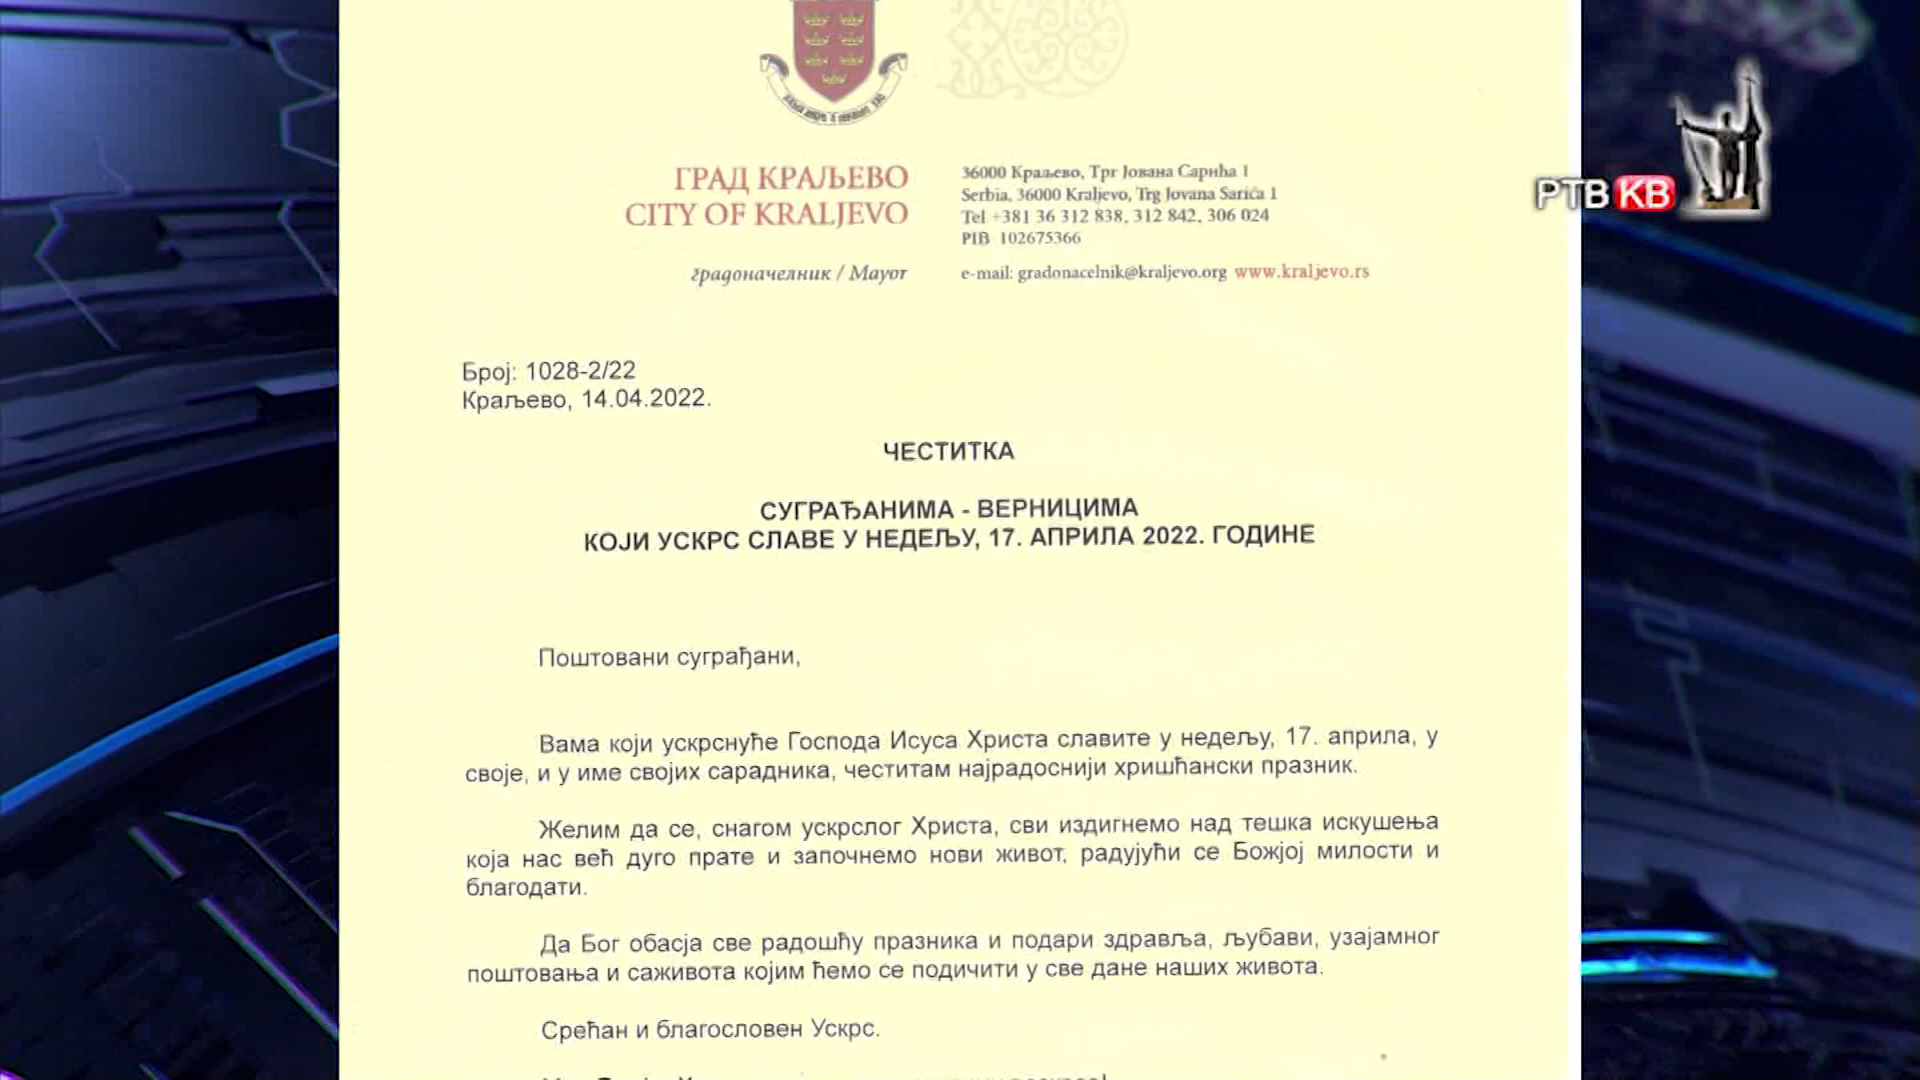 ГРАД КРАЉЕВО
CITY OF KRALJEVO
градоначелник / Mayor
36000 Краљево, Трг Јована Сарића 1
Serbia, 36000 Kraljevo, Trg Jovana Sarića 1
Tel +381 36 312 838, 312 842, 306 024
PIB 102675366
e-mail: gradonacelnik@kraljevo.org www.kraljevo.rs
РТВ КВ
Број: 1028-2/22
Краљево, 14.04.2022.
ЧЕСТИТКА
СУГРАЂАНИМА - ВЕРНИЦИМА
КОЈИ УСКРС СЛАВЕ У НЕДЕЉУ, 17. АПРИЛА 2022. ГОДИНЕ
Поштовани суграђани,
Вама који ускрснуће Господа Исуса Христа славите у недељу, 17. априла, у
своје, и у име својих сарадника, честитам најрадоснији хришћански празник.
Желим да се, снагом ускрслог Христа, сви издигнемо над тешка искушења
која нас већ дуго прате и започнемо нови живот, радујући се Божјој милости и
благодати.
Да Бог обасја све радошћу празника и подари здравља, љубави, узајамног
поштовања и саживота којим ћемо се подичити у све дане наших живота.
Срећан и благословен Ускрс.